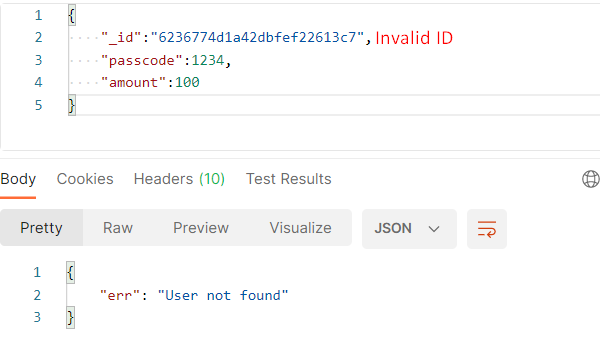 1 {
2 "_id":"6236774d1a42dbfef22613c7", Invalid ID
3 "passcode":1234,
4 "amount":100
5 }
Body Cookies Headers (10) Test Results
Pretty Raw Preview Visualize JSON
1 {
2 "err": "User not found"
3 }